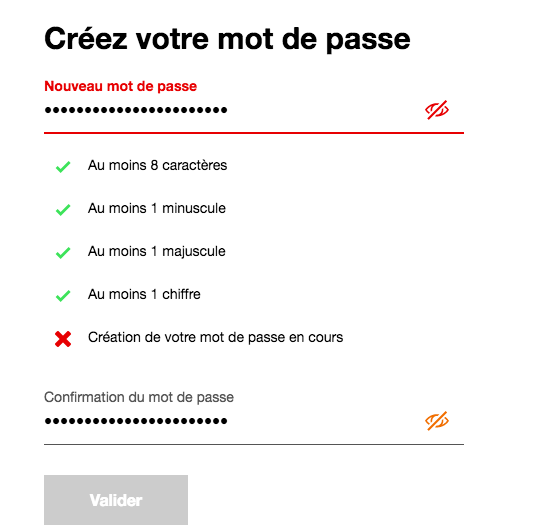 Créez votre mot de passe
Nouveau mot de passe
•••••••••••••••••••••••
Au moins 8 caractères
Au moins 1 minuscule
Au moins 1 majuscule
Au moins 1 chiffre
Création de votre mot de passe en cours
Confirmation du mot de passe
•••••••••••••••••••••••
Valider